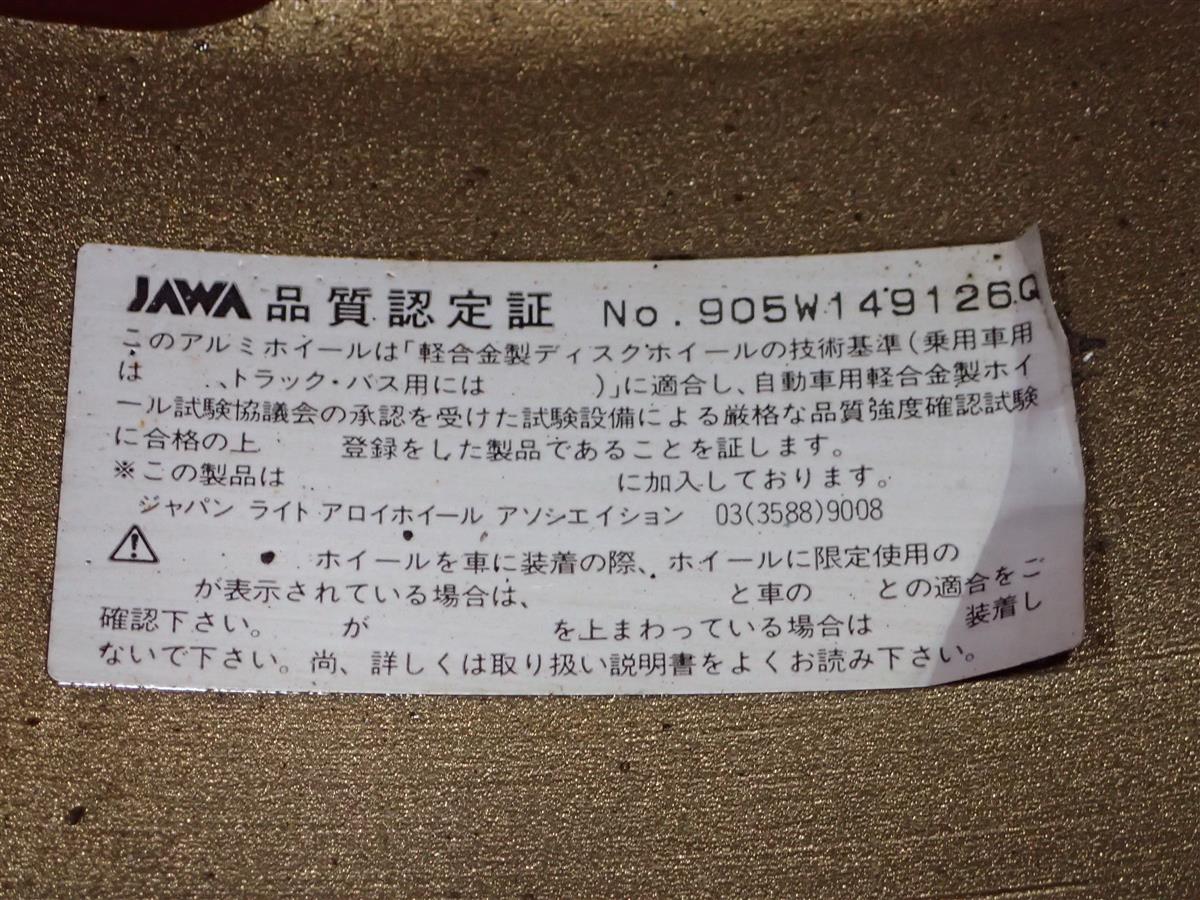 JAWA 品質認定証 No.905W149126Q
このアルミホイールは「軽合金製ディスクホイールの技術基準(乗用車用
は 、トラック・バス用には )」に適合し、自動車用軽合金製ホイ
ール試験協議会の承認を受けた試験設備による厳格な品質強度確認試験
に合格の上 登録をした製品であることを証します。
※この製品は に加入しております。
ジャパン ライト アロイホイール アソシエイション 03(3588)9008
ホイールを車に装着の際、ホイールに限定使用の
が表示されている場合は、 と車の との適合をご
確認下さい。 が を上まわっている場合は 装着し
ないで下さい。尚、詳しくは取り扱い説明書をよくお読み下さい。